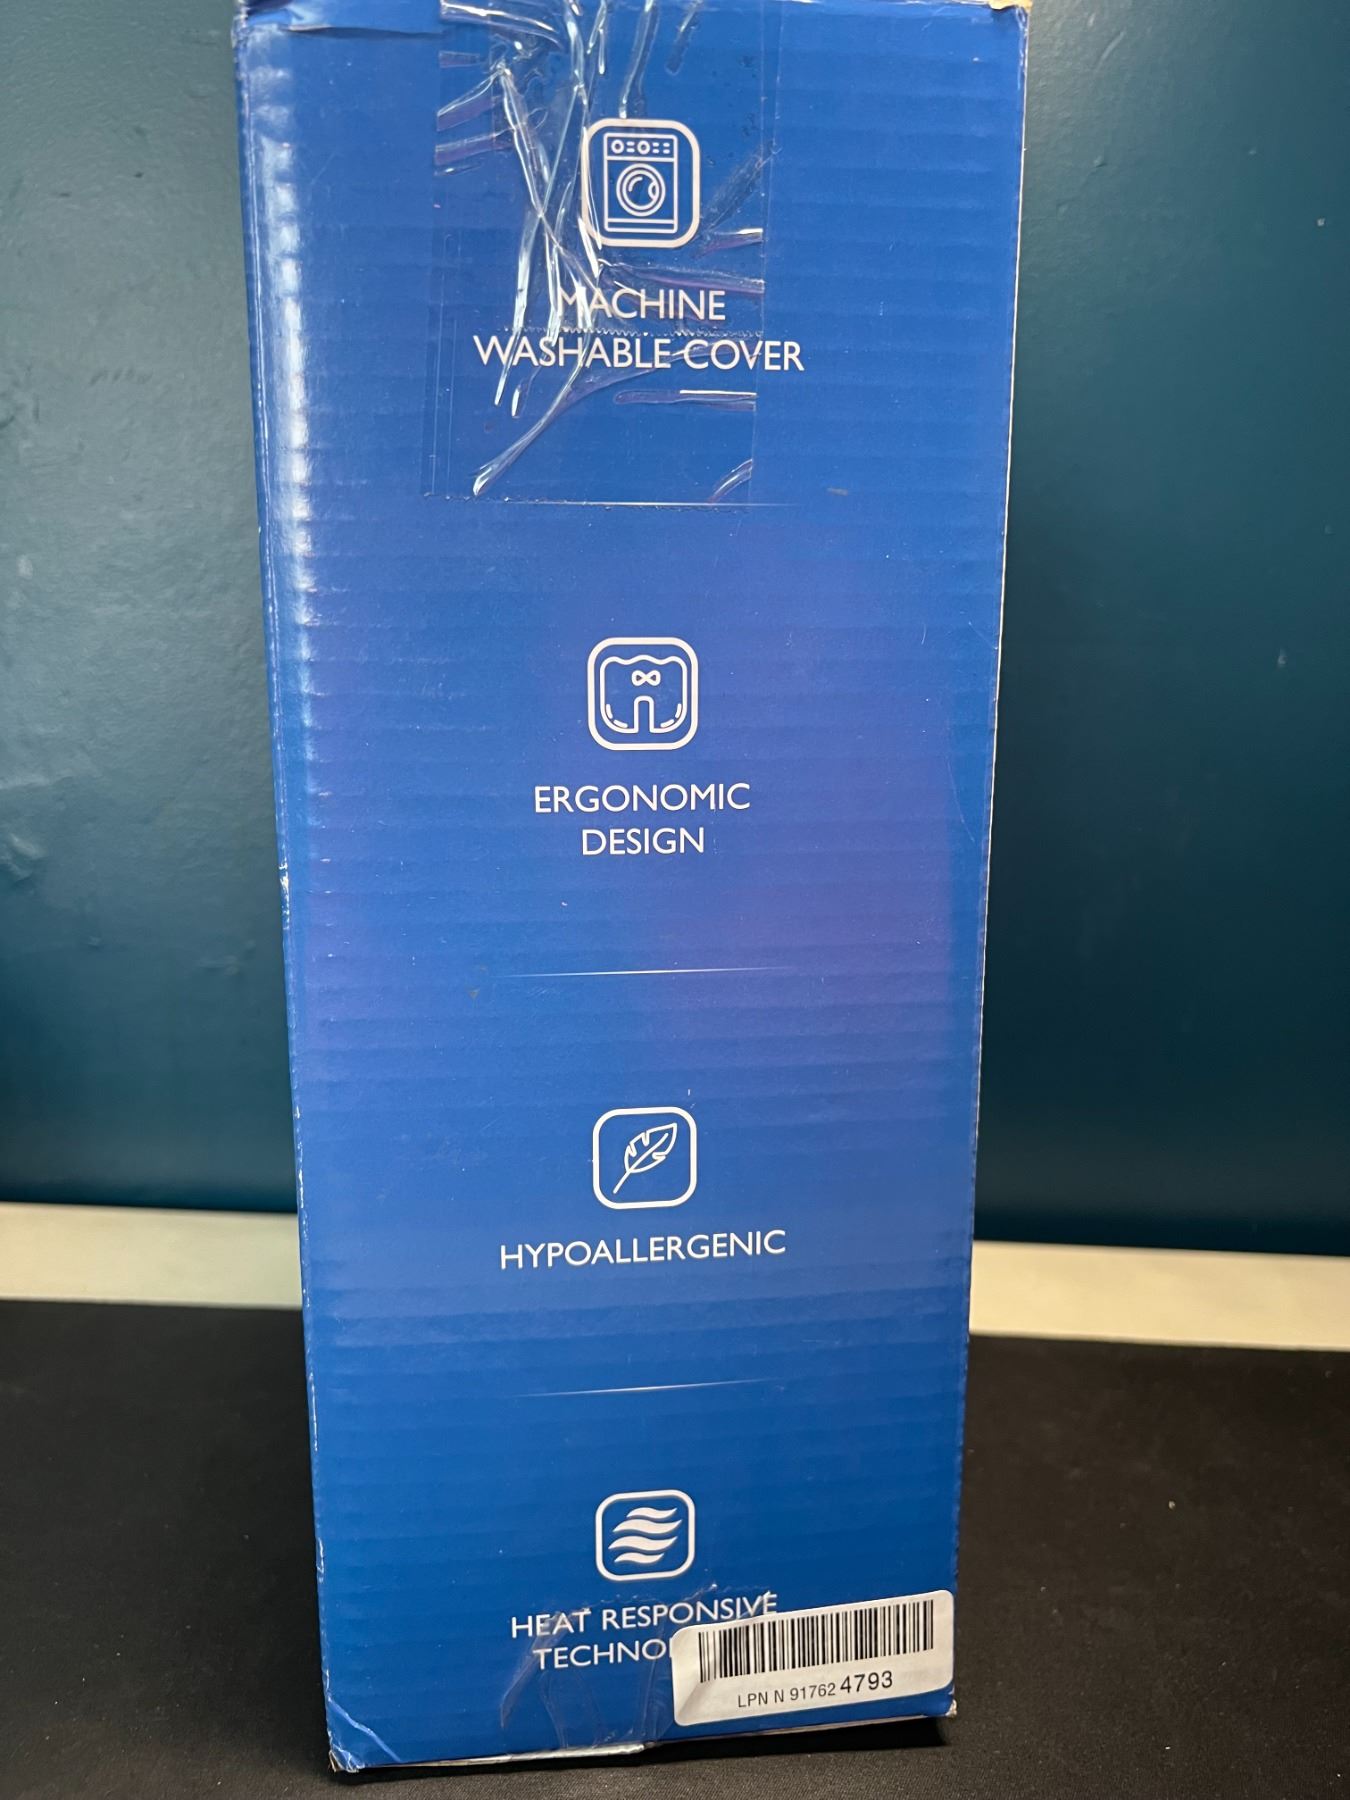 MACHINE
WASHABLE COVER
ERGONOMIC
DESIGN
HYPOALLERGENIC
HEAT RESPONSIVE
TECHNO
LPN N 91762 4793